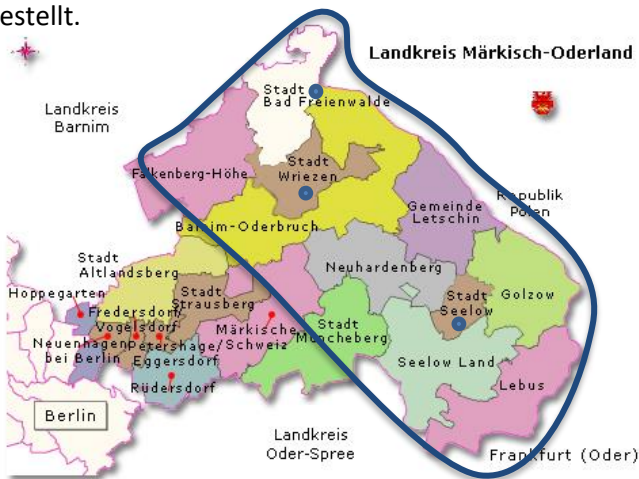 estellt.
Landkreis Märkisch-Oderland
Stadt
Bad Freienwalde
Landkreis
Barnim
Falkenberg-Höhe
Stadt
Wriezen
Gemeinde
Letschin
Republik
Polen
Barnim-Oderbruch
Stadt
Altlandsberg
Neuhardenberg
Hoppegarten
Stadt
Strausberg
Stadt
Seelow
Golzow
Fredersdorf/
Vogelsdorf
Märkische
Schweiz
Stadt
Müncheberg
Neuenhagen
bei Berlin
Petershage/
Eggersdorf
Seelow Land
Rüdersdorf
Lebus
Berlin
Landkreis
Oder-Spree
Frankfurt (Oder)